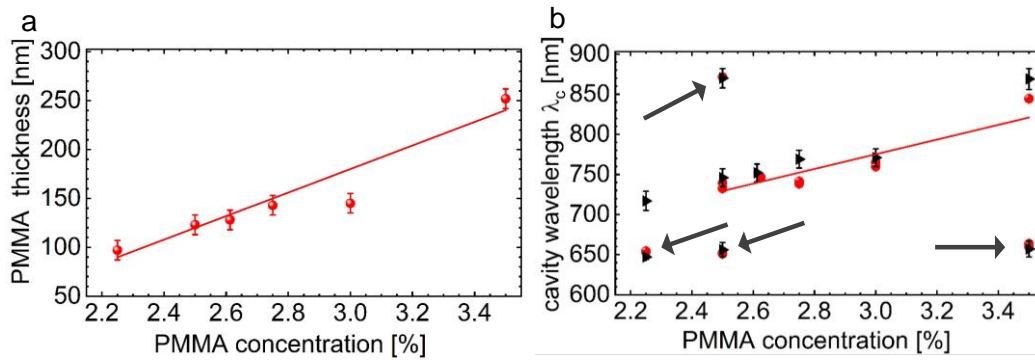 a
300
250
200
150
100
50
2.2 2.4 2.6 2.8 3.0 3.2 3.4
PMMA thickness [nm]
PMMA concentration [%]
b
900
850
800
750
700
650
600
2.2 2.4 2.6 2.8 3.0 3.2 3.4
cavity wavelength λc [nm]
PMMA concentration [%]